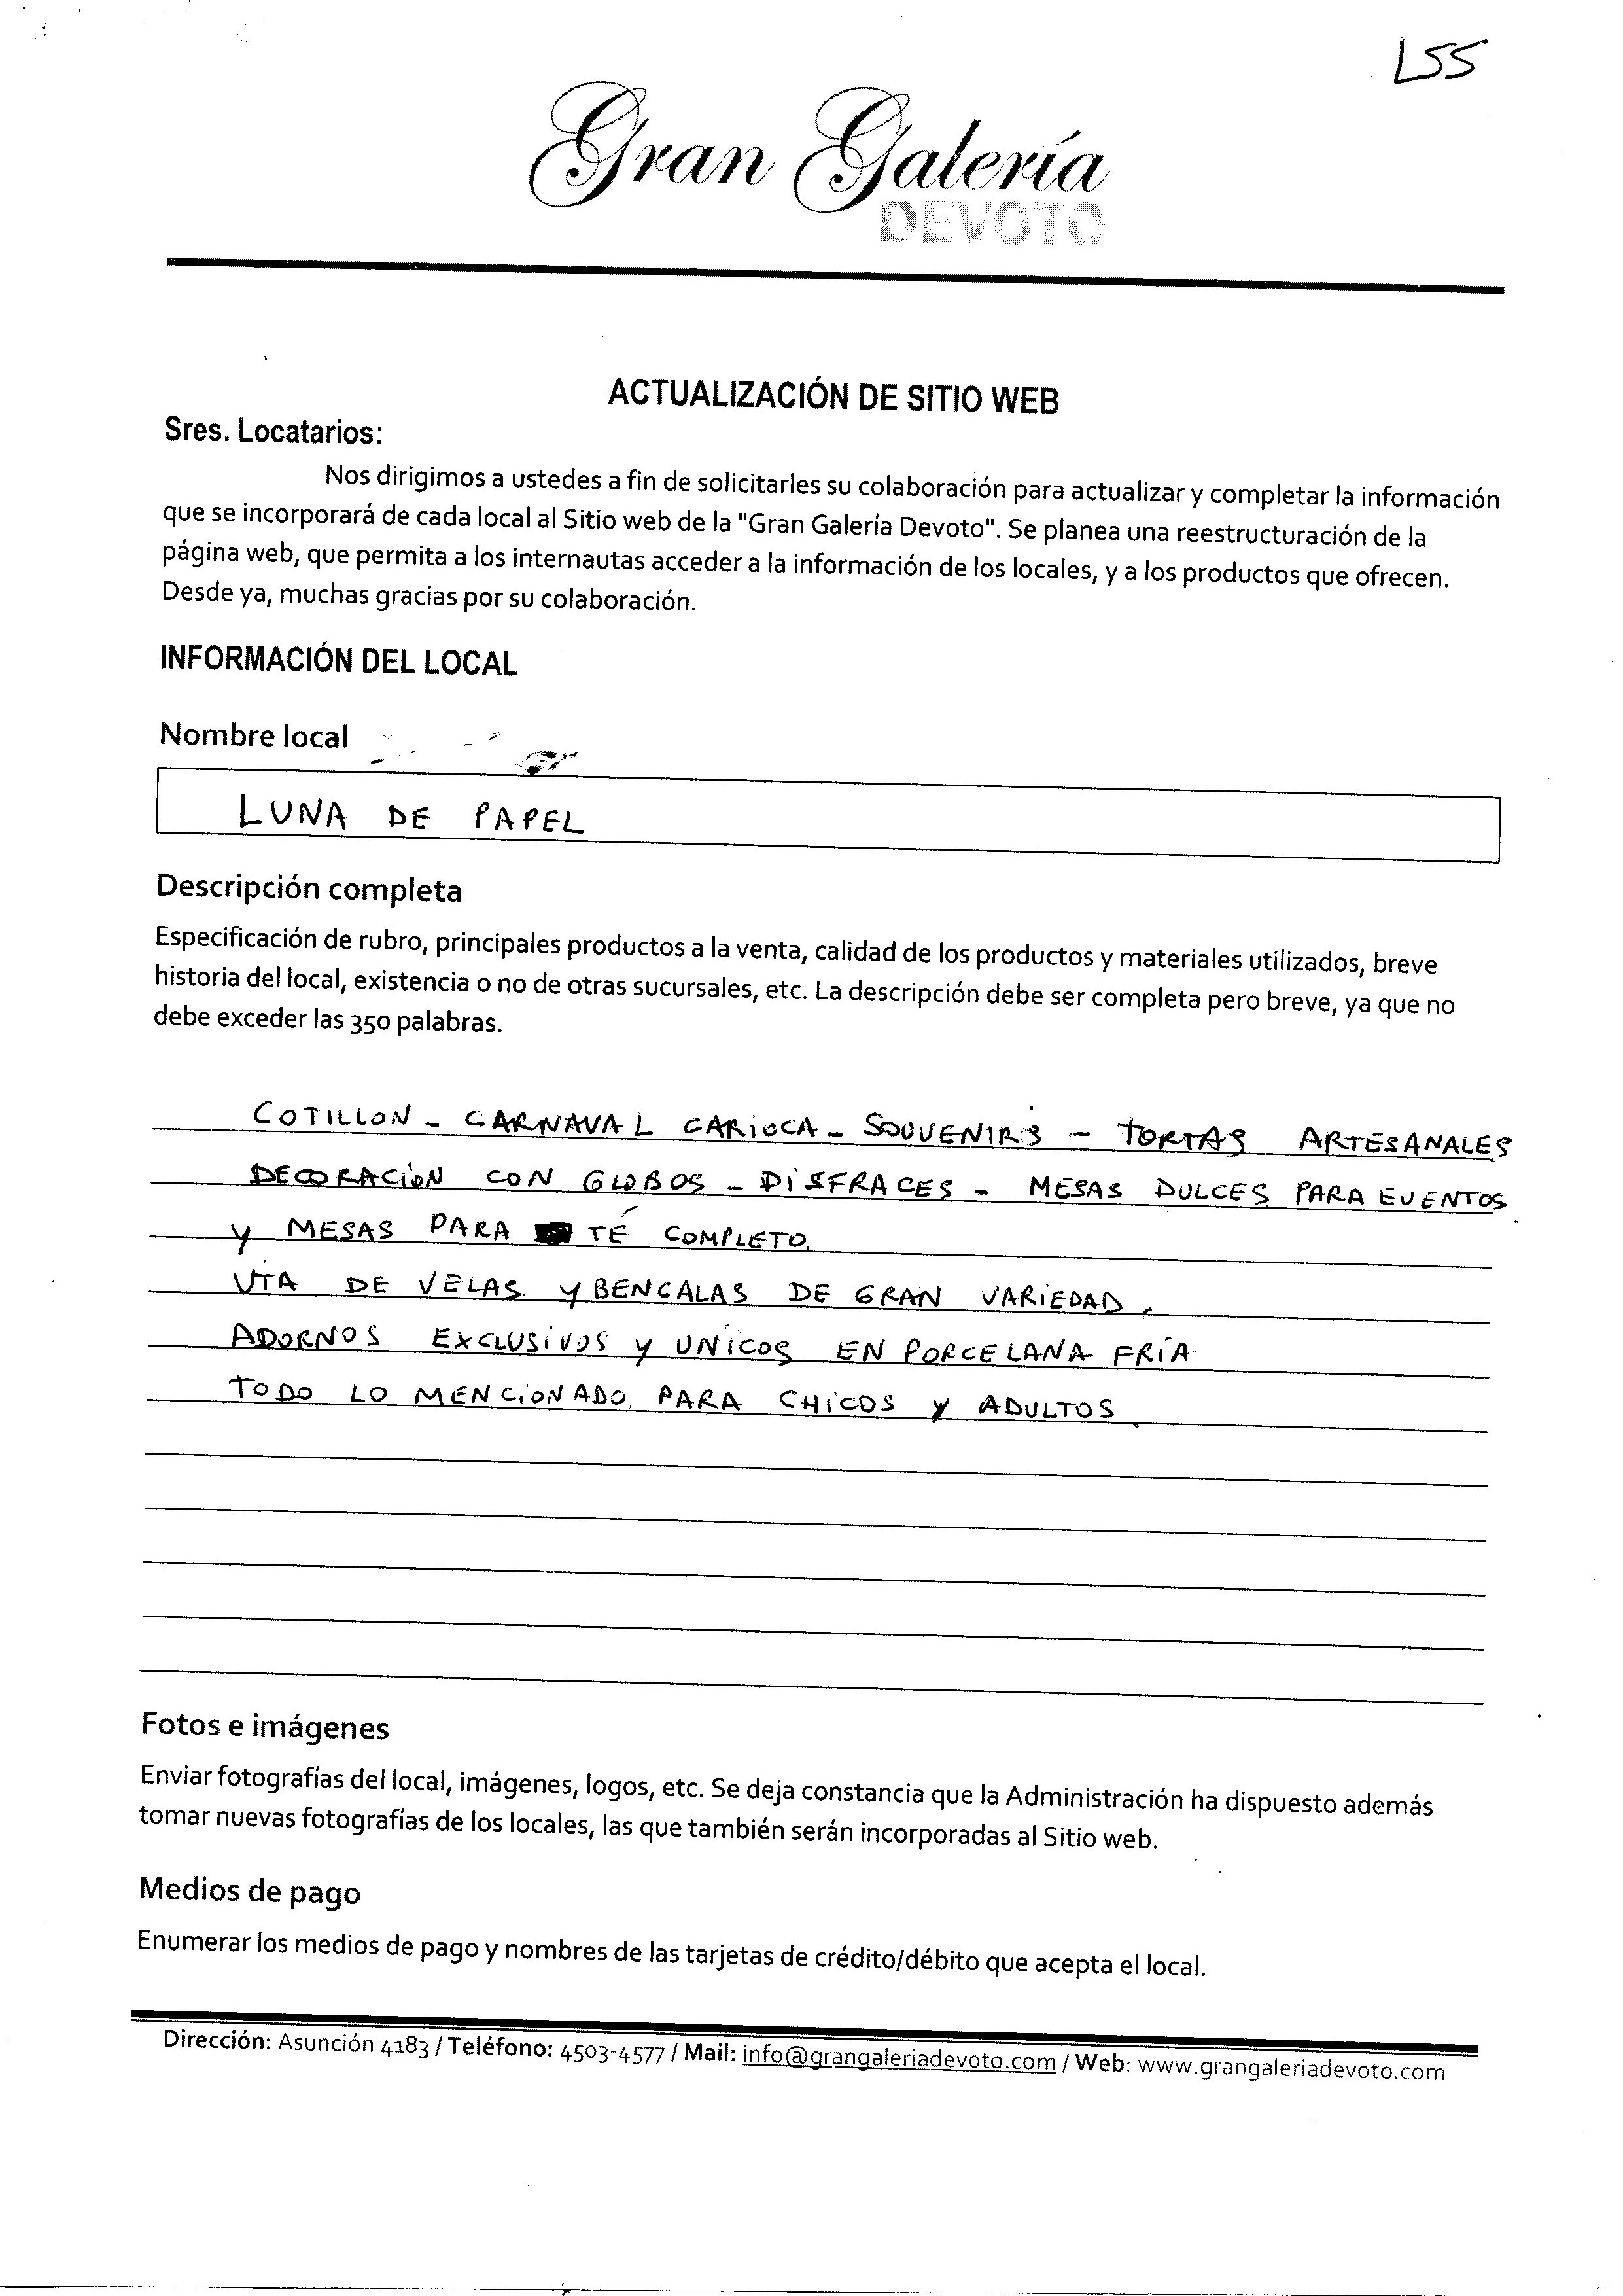 L55
Gran Galería
DEVOTO
ACTUALIZACIÓN DE SITIO WEB
Sres. Locatarios:
Nos dirigimos a ustedes a fin de solicitarles su colaboración para actualizar y completar la información
que se incorporará de cada local al Sitio web de la "Gran Galería Devoto". Se planea una reestructuración de la
página web, que permita a los internautas acceder a la información de los locales, y a los productos que ofrecen.
Desde ya, muchas gracias por su colaboración.
INFORMACIÓN DEL LOCAL
Nombre local
LUNA DE PAPEL
Descripción completa
Especificación de rubro, principales productos a la venta, calidad de los productos y materiales utilizados, breve
historia del local, existencia o no de otras sucursales, etc. La descripción debe ser completa pero breve, ya que no
debe exceder las 350 palabras.
COTILLON - CARNAVAL CARIOCA - SOUVENIRS - TORTAS ARTESANALES
DECORACION CON GLOBOS - DISFRACES - MESAS DULCES PARA EVENTOS
Y MESAS PARA TÉ COMPLETO.
VTA DE VELAS Y BENGALAS DE GRAN VARIEDAD.
ADORNOS EXCLUSIVOS Y UNICOS EN PORCELANA FRÍA
TODO LO MENCIONADO PARA CHICOS Y ADULTOS
Fotos e imágenes
Enviar fotografías del local, imágenes, logos, etc. Se deja constancia que la Administración ha dispuesto además
tomar nuevas fotografías de los locales, las que también serán incorporadas al Sitio web.
Medios de pago
Enumerar los medios de pago y nombres de las tarjetas de crédito/débito que acepta el local.
Dirección: Asunción 4183 / Teléfono: 4503-4577 / Mail: info@grangaleriadevoto.com / Web: www.grangaleriadevoto.com